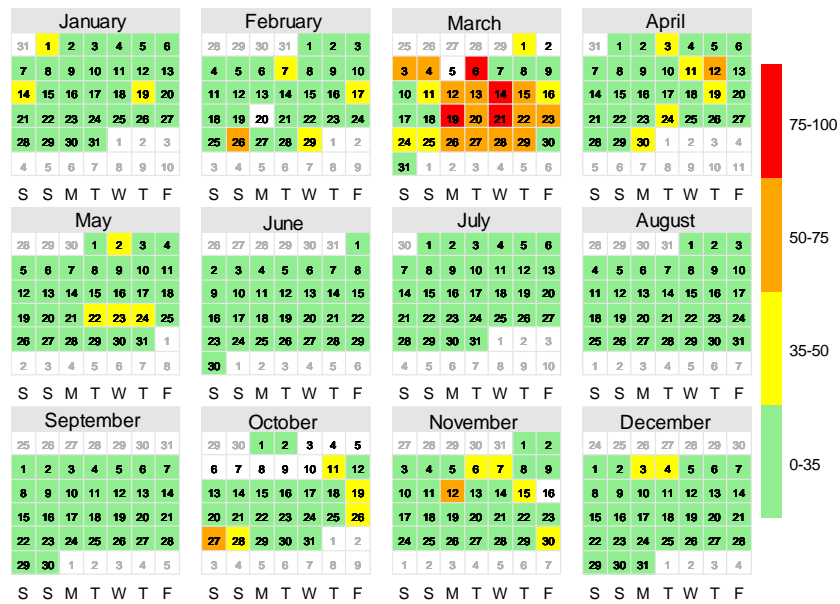 January
31 1 2 3 4 5 6
7 8 9 10 11 12 13
14 15 16 17 18 19 20
21 22 23 24 25 26 27
28 29 30 31 1 2 3
4 5 6 7 8 9 10
S S M T W T F
February
28 29 30 31 1 2 3
4 5 6 7 8 9 10
11 12 13 14 15 16 17
18 19 20 21 22 23 24
25 26 27 28 29 1 2
3 4 5 6 7 8 9
S S M T W T F
March
25 26 27 28 29 1 2
3 4 5 6 7 8 9
10 11 12 13 14 15 16
17 18 19 20 21 22 23
24 25 26 27 28 29 30
31 1 2 3 4 5 6
S S M T W T F
April
31 1 2 3 4 5 6
7 8 9 10 11 12 13
14 15 16 17 18 19 20
21 22 23 24 25 26 27
28 29 30 1 2 3 4
5 6 7 8 9 10 11
S S M T W T F
May
28 29 30 1 2 3 4
5 6 7 8 9 10 11
12 13 14 15 16 17 18
19 20 21 22 23 24 25
26 27 28 29 30 31 1
2 3 4 5 6 7 8
S S M T W T F
June
26 27 28 29 30 31 1
2 3 4 5 6 7 8
9 10 11 12 13 14 15
16 17 18 19 20 21 22
23 24 25 26 27 28 29
30 1 2 3 4 5 6
S S M T W T F
July
30 1 2 3 4 5 6
7 8 9 10 11 12 13
14 15 16 17 18 19 20
21 22 23 24 25 26 27
28 29 30 31 1 2 3
4 5 6 7 8 9 10
S S M T W T F
August
28 29 30 31 1 2 3
4 5 6 7 8 9 10
11 12 13 14 15 16 17
18 19 20 21 22 23 24
25 26 27 28 29 30 31
1 2 3 4 5 6 7
S S M T W T F
September
25 26 27 28 29 30 31
1 2 3 4 5 6 7
8 9 10 11 12 13 14
15 16 17 18 19 20 21
22 23 24 25 26 27 28
29 30 1 2 3 4 5
S S M T W T F
October
29 30 1 2 3 4 5
6 7 8 9 10 11 12
13 14 15 16 17 18 19
20 21 22 23 24 25 26
27 28 29 30 31 1 2
3 4 5 6 7 8 9
S S M T W T F
November
27 28 29 30 31 1 2
3 4 5 6 7 8 9
10 11 12 13 14 15 16
17 18 19 20 21 22 23
24 25 26 27 28 29 30
1 2 3 4 5 6 7
S S M T W T F
December
24 25 26 27 28 29 30
1 2 3 4 5 6 7
8 9 10 11 12 13 14
15 16 17 18 19 20 21
22 23 24 25 26 27 28
29 30 31 1 2 3 4
S S M T W T F
75-100
50-75
35-50
0-35